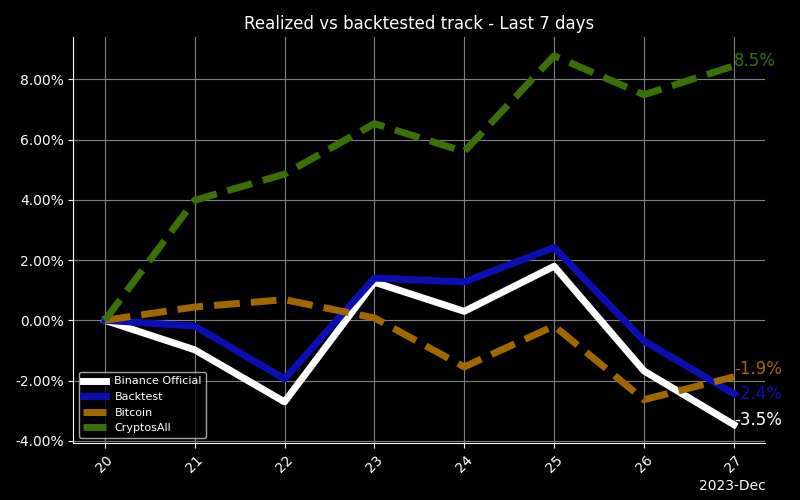 Realized vs backtested track - Last 7 days
8.00%
6.00%
4.00%
2.00%
0.00%
-2.00%
-4.00%
8.5%
-1.9%
-2.4%
-3.5%
Binance Official
Backtest
Bitcoin
CryptosAll
20 21 22 23 24 25 26 27
2023-Dec